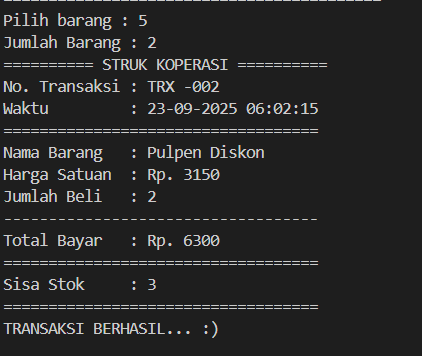 Pilih barang : 5
Jumlah Barang : 2
========== STRUK KOPERASI ==========
No. Transaksi : TRX -002
Waktu         : 23-09-2025 06:02:15
===================================
Nama Barang   : Pulpen Diskon
Harga Satuan  : Rp. 3150
Jumlah Beli   : 2
-----------------------------------
Total Bayar   : Rp. 6300
===================================
Sisa Stok     : 3
===================================
TRANSAKSI BERHASIL... :)